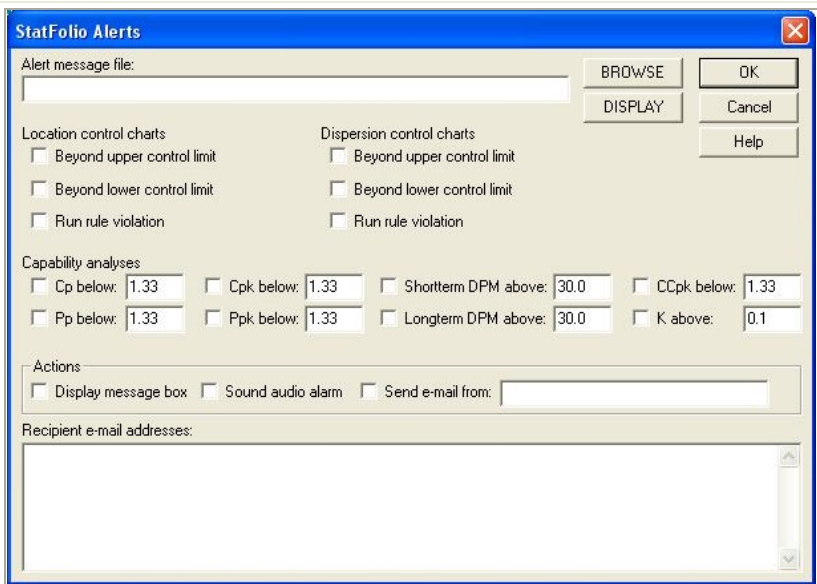 StatFolio Alerts
Alert message file:
BROWSE
OK
DISPLAY
Cancel
Help
Location control charts
Dispersion control charts
Beyond upper control limit
Beyond upper control limit
Beyond lower control limit
Beyond lower control limit
Run rule violation
Run rule violation
Capability analyses
Cp below: 1.33 Cpk below: 1.33 Shortterm DPM above: 30.0 CCpk below: 1.33
Pp below: 1.33 Ppk below: 1.33 Longterm DPM above: 30.0 K above: 0.1
Actions
Display message box Sound audio alarm Send e-mail from:
Recipient e-mail addresses: